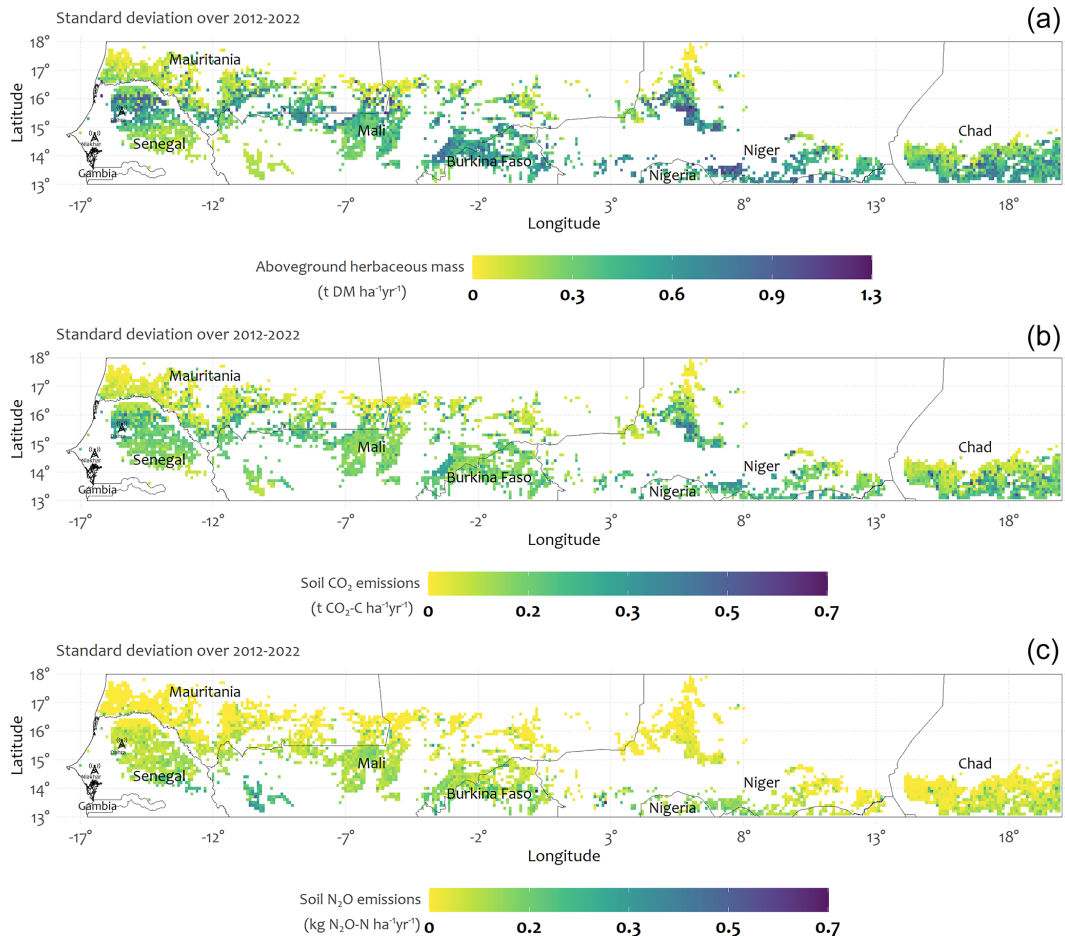 Standard deviation over 2012-2022
(a)
18°
17°
16°
15°
14°
13°
Latitude
Mauritania
Senegal
Dahra
Niakhar
Gambia
Mali
Burkina Faso
Niger
Nigeria
Chad
-17° -12° -7° -2° 3° 8° 13° 18°
Longitude
Aboveground herbaceous mass
(t DM ha⁻¹yr⁻¹)
0 0.3 0.6 0.9 1.3
Standard deviation over 2012-2022
(b)
18°
17°
16°
15°
14°
13°
Latitude
Mauritania
Senegal
Dahra
Niakhar
Gambia
Mali
Burkina Faso
Niger
Nigeria
Chad
-17° -12° -7° -2° 3° 8° 13° 18°
Longitude
Soil CO₂ emissions
(t CO₂-C ha⁻¹yr⁻¹)
0 0.2 0.3 0.5 0.7
Standard deviation over 2012-2022
(c)
18°
17°
16°
15°
14°
13°
Latitude
Mauritania
Senegal
Dahra
Niakhar
Gambia
Mali
Burkina Faso
Niger
Nigeria
Chad
-17° -12° -7° -2° 3° 8° 13° 18°
Longitude
Soil N₂O emissions
(kg N₂O-N ha⁻¹yr⁻¹)
0 0.2 0.3 0.5 0.7